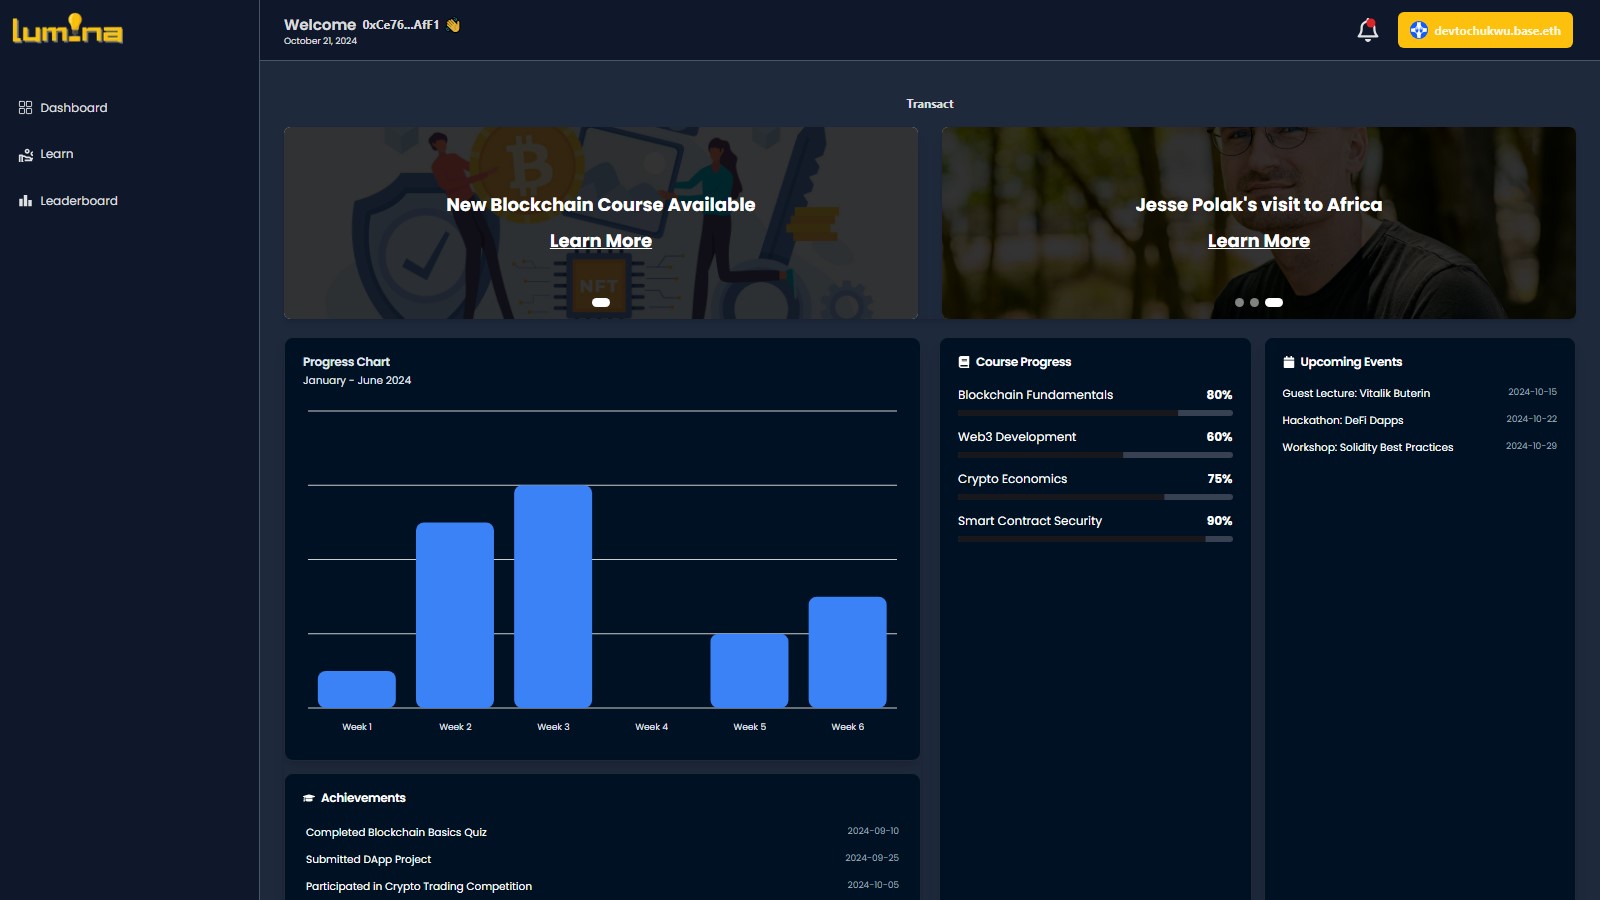 lumina
Welcome 0xCe76...AfF1 👋
October 21, 2024
devtochukwu.base.eth
Dashboard
Learn
Leaderboard
Transact
New Blockchain Course Available
Learn More
NFT
Jesse Polak's visit to Africa
Learn More
Progress Chart
January - June 2024
Week 1 Week 2 Week 3 Week 4 Week 5 Week 6
Course Progress
Blockchain Fundamentals 80%
Web3 Development 60%
Crypto Economics 75%
Smart Contract Security 90%
Upcoming Events
Guest Lecture: Vitalik Buterin 2024-10-15
Hackathon: DeFi Dapps 2024-10-22
Workshop: Solidity Best Practices 2024-10-29
Achievements
Completed Blockchain Basics Quiz 2024-09-10
Submitted DApp Project 2024-09-25
Participated in Crypto Trading Competition 2024-10-05